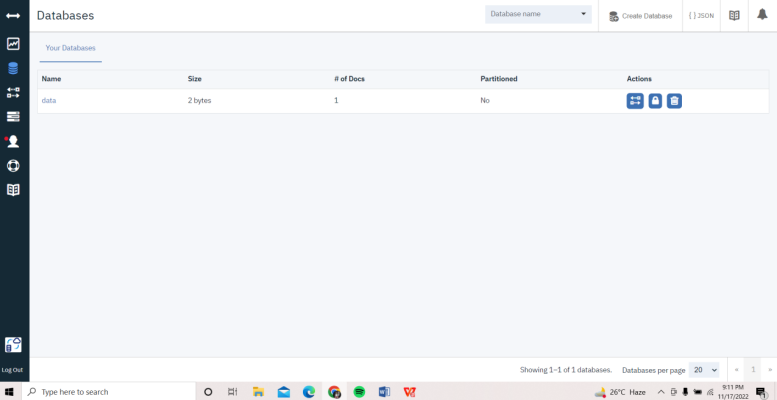 Databases
Database name
Create Database
{ } JSON
Your Databases
Name Size # of Docs Partitioned Actions
data 2 bytes 1 No
Showing 1–1 of 1 databases. Databases per page 20 « 1 »
Log Out
Type here to search
26°C Haze
9:11 PM
11/17/2022